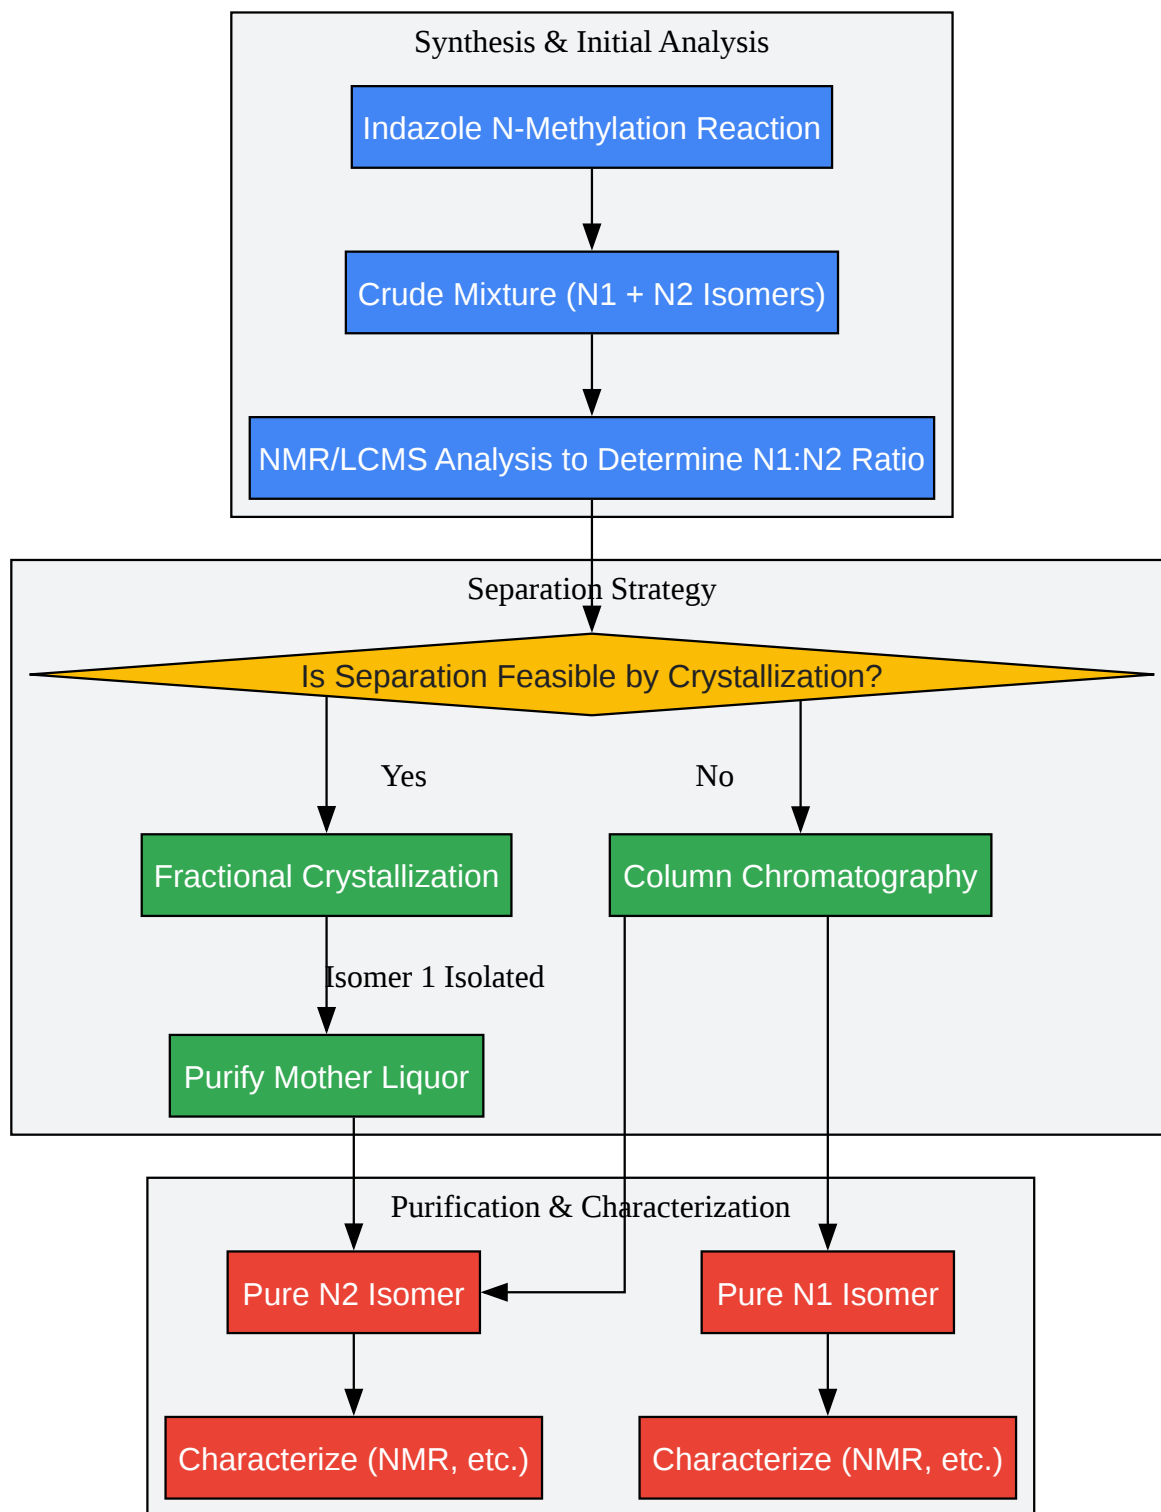 Synthesis & Initial Analysis
Indazole N-Methylation Reaction
Crude Mixture (N1 + N2 Isomers)
NMR/LCMS Analysis to Determine N1:N2 Ratio
Separation Strategy
Is Separation Feasible by Crystallization?
Yes
No
Fractional Crystallization
Column Chromatography
Isomer 1 Isolated
Purify Mother Liquor
Purification & Characterization
Pure N2 Isomer
Pure N1 Isomer
Characterize (NMR, etc.)
Characterize (NMR, etc.)